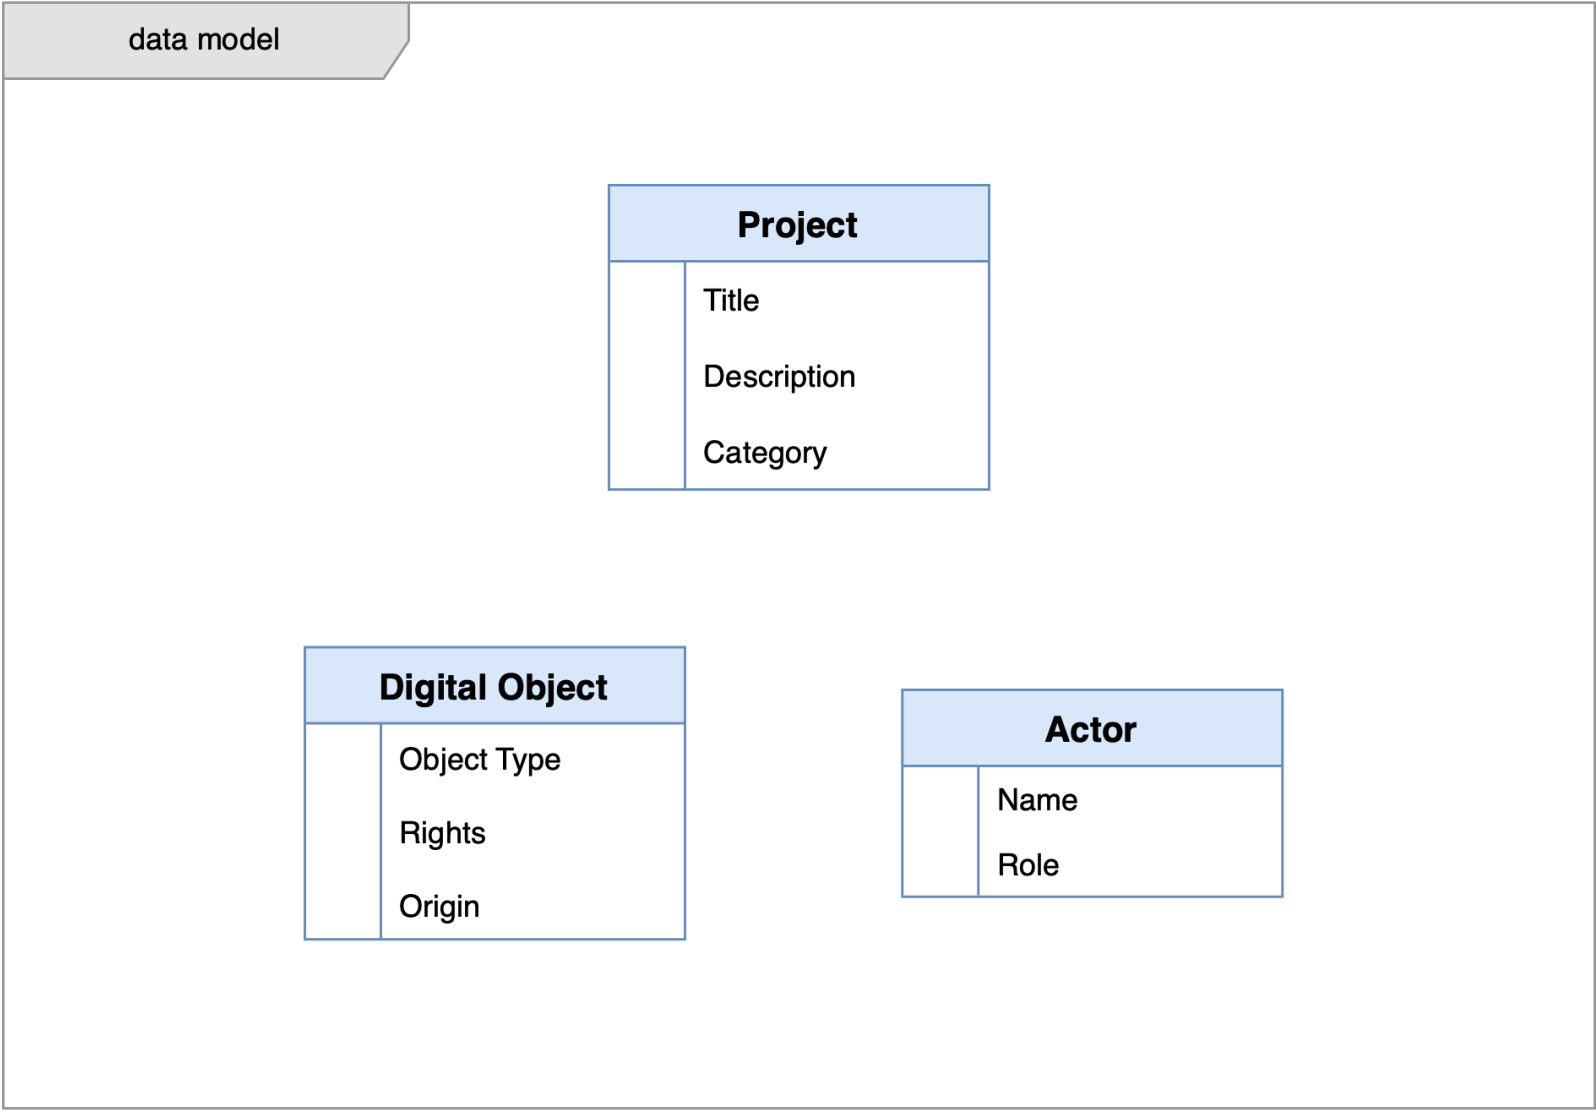 data model
Project
Title
Description
Category
Digital Object
Object Type
Rights
Origin
Actor
Name
Role